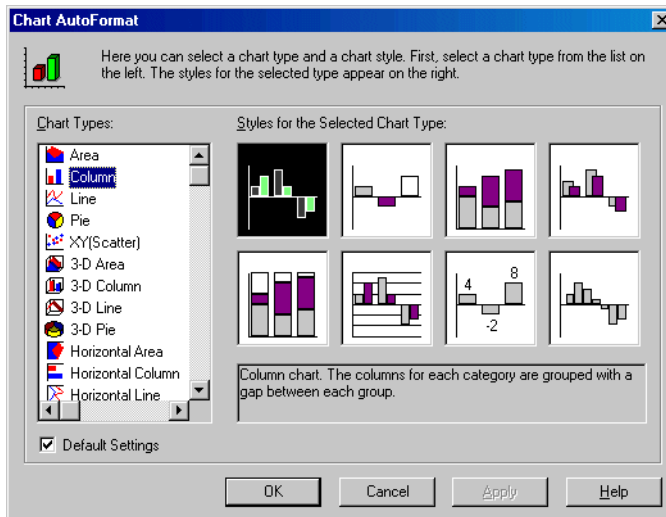 Chart AutoFormat
Here you can select a chart type and a chart style. First, select a chart type from the list on
the left. The styles for the selected type appear on the right.
Chart Types:
Area
Column
Line
Pie
XY(Scatter)
3-D Area
3-D Column
3-D Line
3-D Pie
Horizontal Area
Horizontal Column
Horizontal Line
Default Settings
Styles for the Selected Chart Type:
4
8
-2
Column chart. The columns for each category are grouped with a
gap between each group.
OK
Cancel
Apply
Help